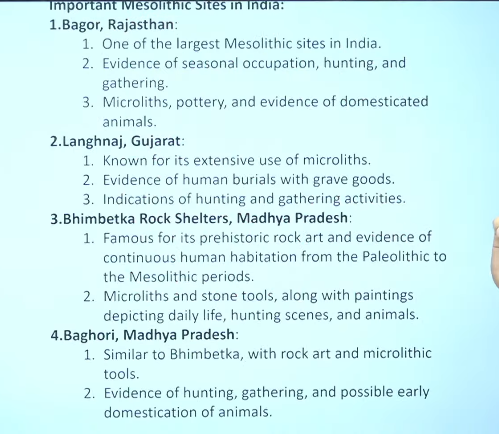 Important Mesolithic Sites in India:
1.Bagor, Rajasthan:
1. One of the largest Mesolithic sites in India.
2. Evidence of seasonal occupation, hunting, and
gathering.
3. Microliths, pottery, and evidence of domesticated
animals.
2.Langhnaj, Gujarat:
1. Known for its extensive use of microliths.
2. Evidence of human burials with grave goods.
3. Indications of hunting and gathering activities.
3.Bhimbetka Rock Shelters, Madhya Pradesh:
1. Famous for its prehistoric rock art and evidence of
continuous human habitation from the Paleolithic to
the Mesolithic periods.
2. Microliths and stone tools, along with paintings
depicting daily life, hunting scenes, and animals.
4.Baghori, Madhya Pradesh:
1. Similar to Bhimbetka, with rock art and microlithic
tools.
2. Evidence of hunting, gathering, and possible early
domestication of animals.